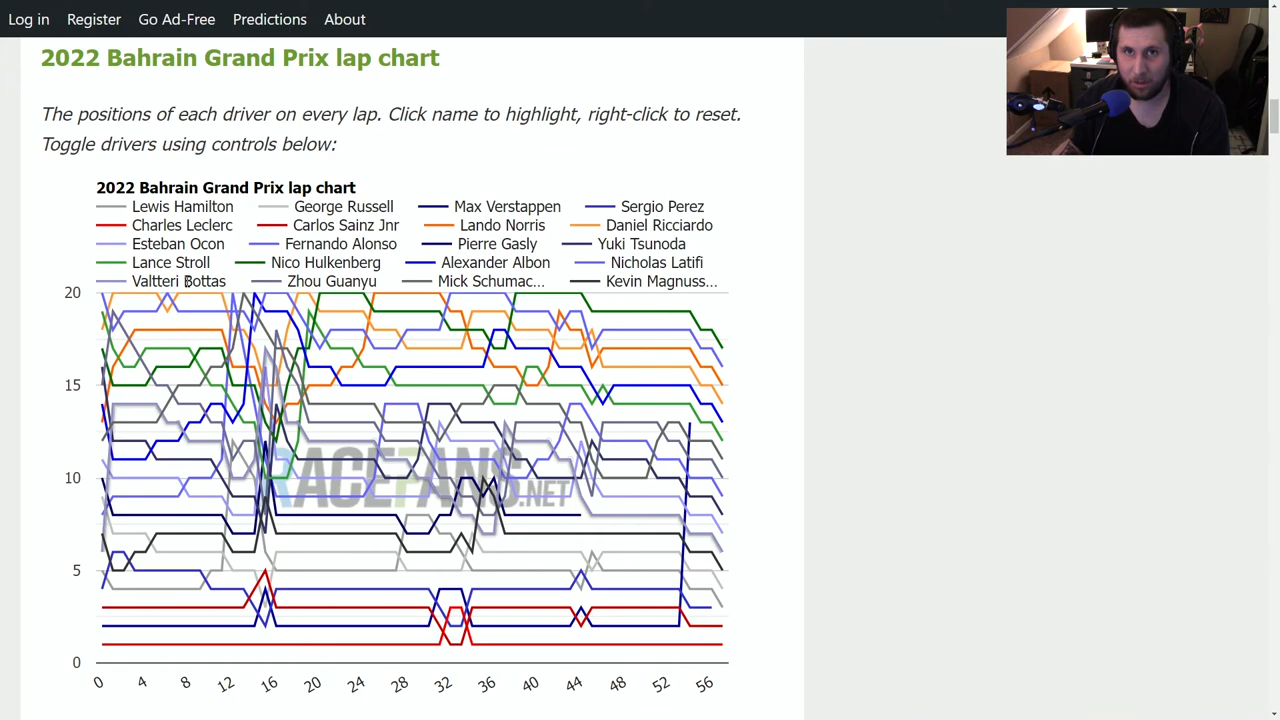 Log in Register Go Ad-Free Predictions About
2022 Bahrain Grand Prix lap chart
The positions of each driver on every lap. Click name to highlight, right-click to reset.
Toggle drivers using controls below:
2022 Bahrain Grand Prix lap chart
Lewis Hamilton George Russell Max Verstappen Sergio Perez
Charles Leclerc Carlos Sainz Jnr Lando Norris Daniel Ricciardo
Esteban Ocon Fernando Alonso Pierre Gasly Yuki Tsunoda
Lance Stroll Nico Hulkenberg Alexander Albon Nicholas Latifi
Valtteri Bottas Zhou Guanyu Mick Schumac... Kevin Magnuss...
20
15
10
5
0
RACEFANS.NET
0 4 8 12 16 20 24 28 32 36 40 44 48 52 56